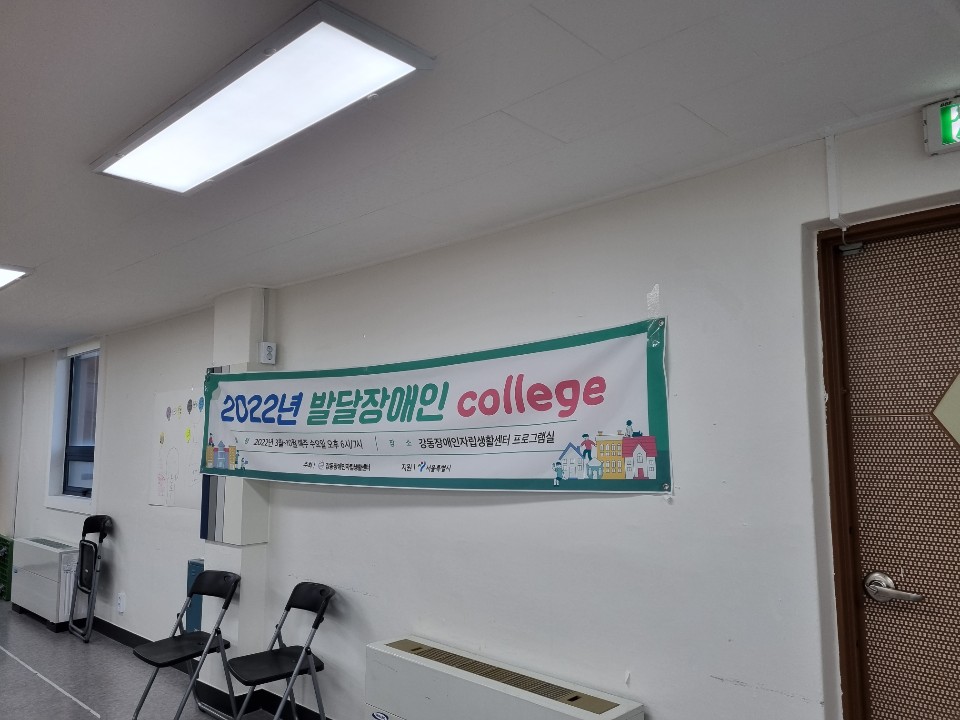 2022년 발달장애인 college
일 상 2022년 3월~10월 매주 수요일 오후 6시/7시 장 소 강동장애인자립생활센터 프로그램실
주최 강동장애인자립생활센터 지원 서울특별시